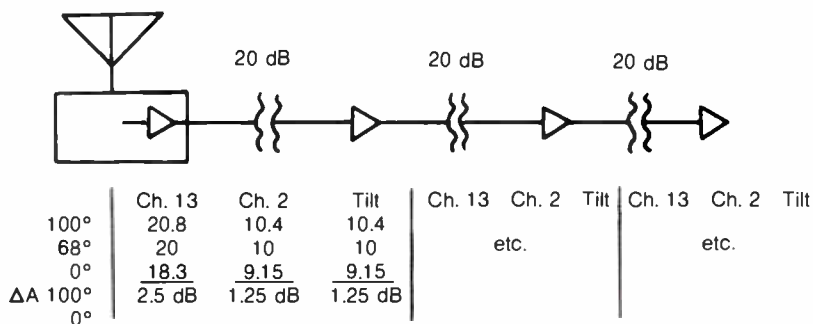 20 dB 20 dB 20 dB
Ch. 13 Ch. 2 Tilt Ch. 13 Ch. 2 Tilt Ch. 13 Ch. 2 Tilt
100° 20.8 10.4 10.4
68° 20 10 10 etc. etc.
0° 18.3 9.15 9.15
ΔA 100° 2.5 dB 1.25 dB 1.25 dB
0°